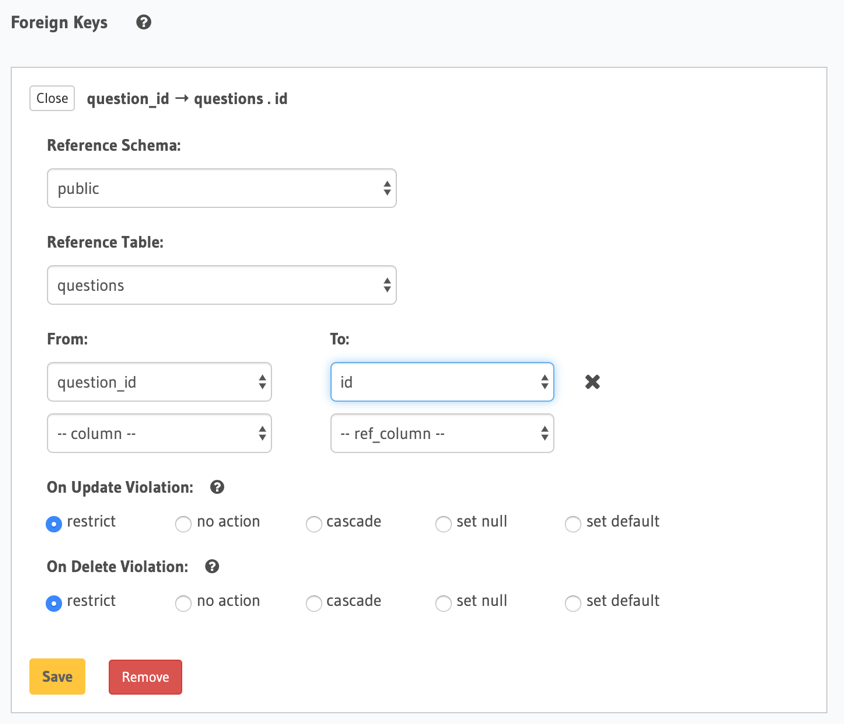 Foreign Keys ?
Close question_id → questions . id
Reference Schema:
public
Reference Table:
questions
From: To:
question_id id
-- column -- -- ref_column --
On Update Violation: ?
restrict no action cascade set null set default
On Delete Violation: ?
restrict no action cascade set null set default
Save Remove